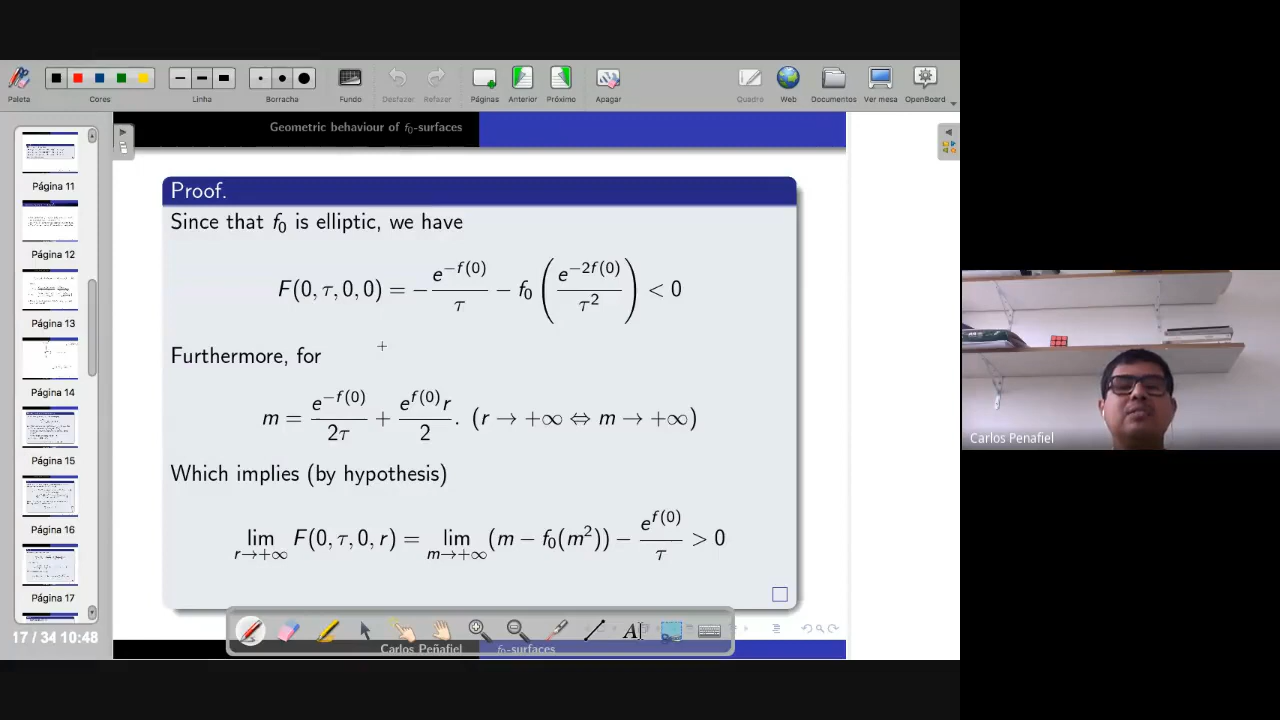 Paleta Cores Linha Borracha Fundo Desfazer Refazer Páginas Anterior Próximo Apagar Quadro Web Documentos Ver mesa OpenBoard
Geometric behaviour of f₀-surfaces
Página 11
Página 12
Página 13
Página 14
Página 15
Página 16
Página 17
17 / 34 10:48
Proof.
Since that f₀ is elliptic, we have
F(0, τ, 0, 0) = − e^{−f(0)}/τ − f₀ ( e^{−2f(0)}/τ² ) < 0
Furthermore, for
m = e^{−f(0)}/2τ + e^{f(0)}r/2 . (r → +∞ ⇔ m → +∞)
Which implies (by hypothesis)
lim_{r→+∞} F(0, τ, 0, r) = lim_{m→+∞} (m − f₀(m²)) − e^{f(0)}/τ > 0
Carlos Peñafiel f₀-surfaces
Carlos Penafiel